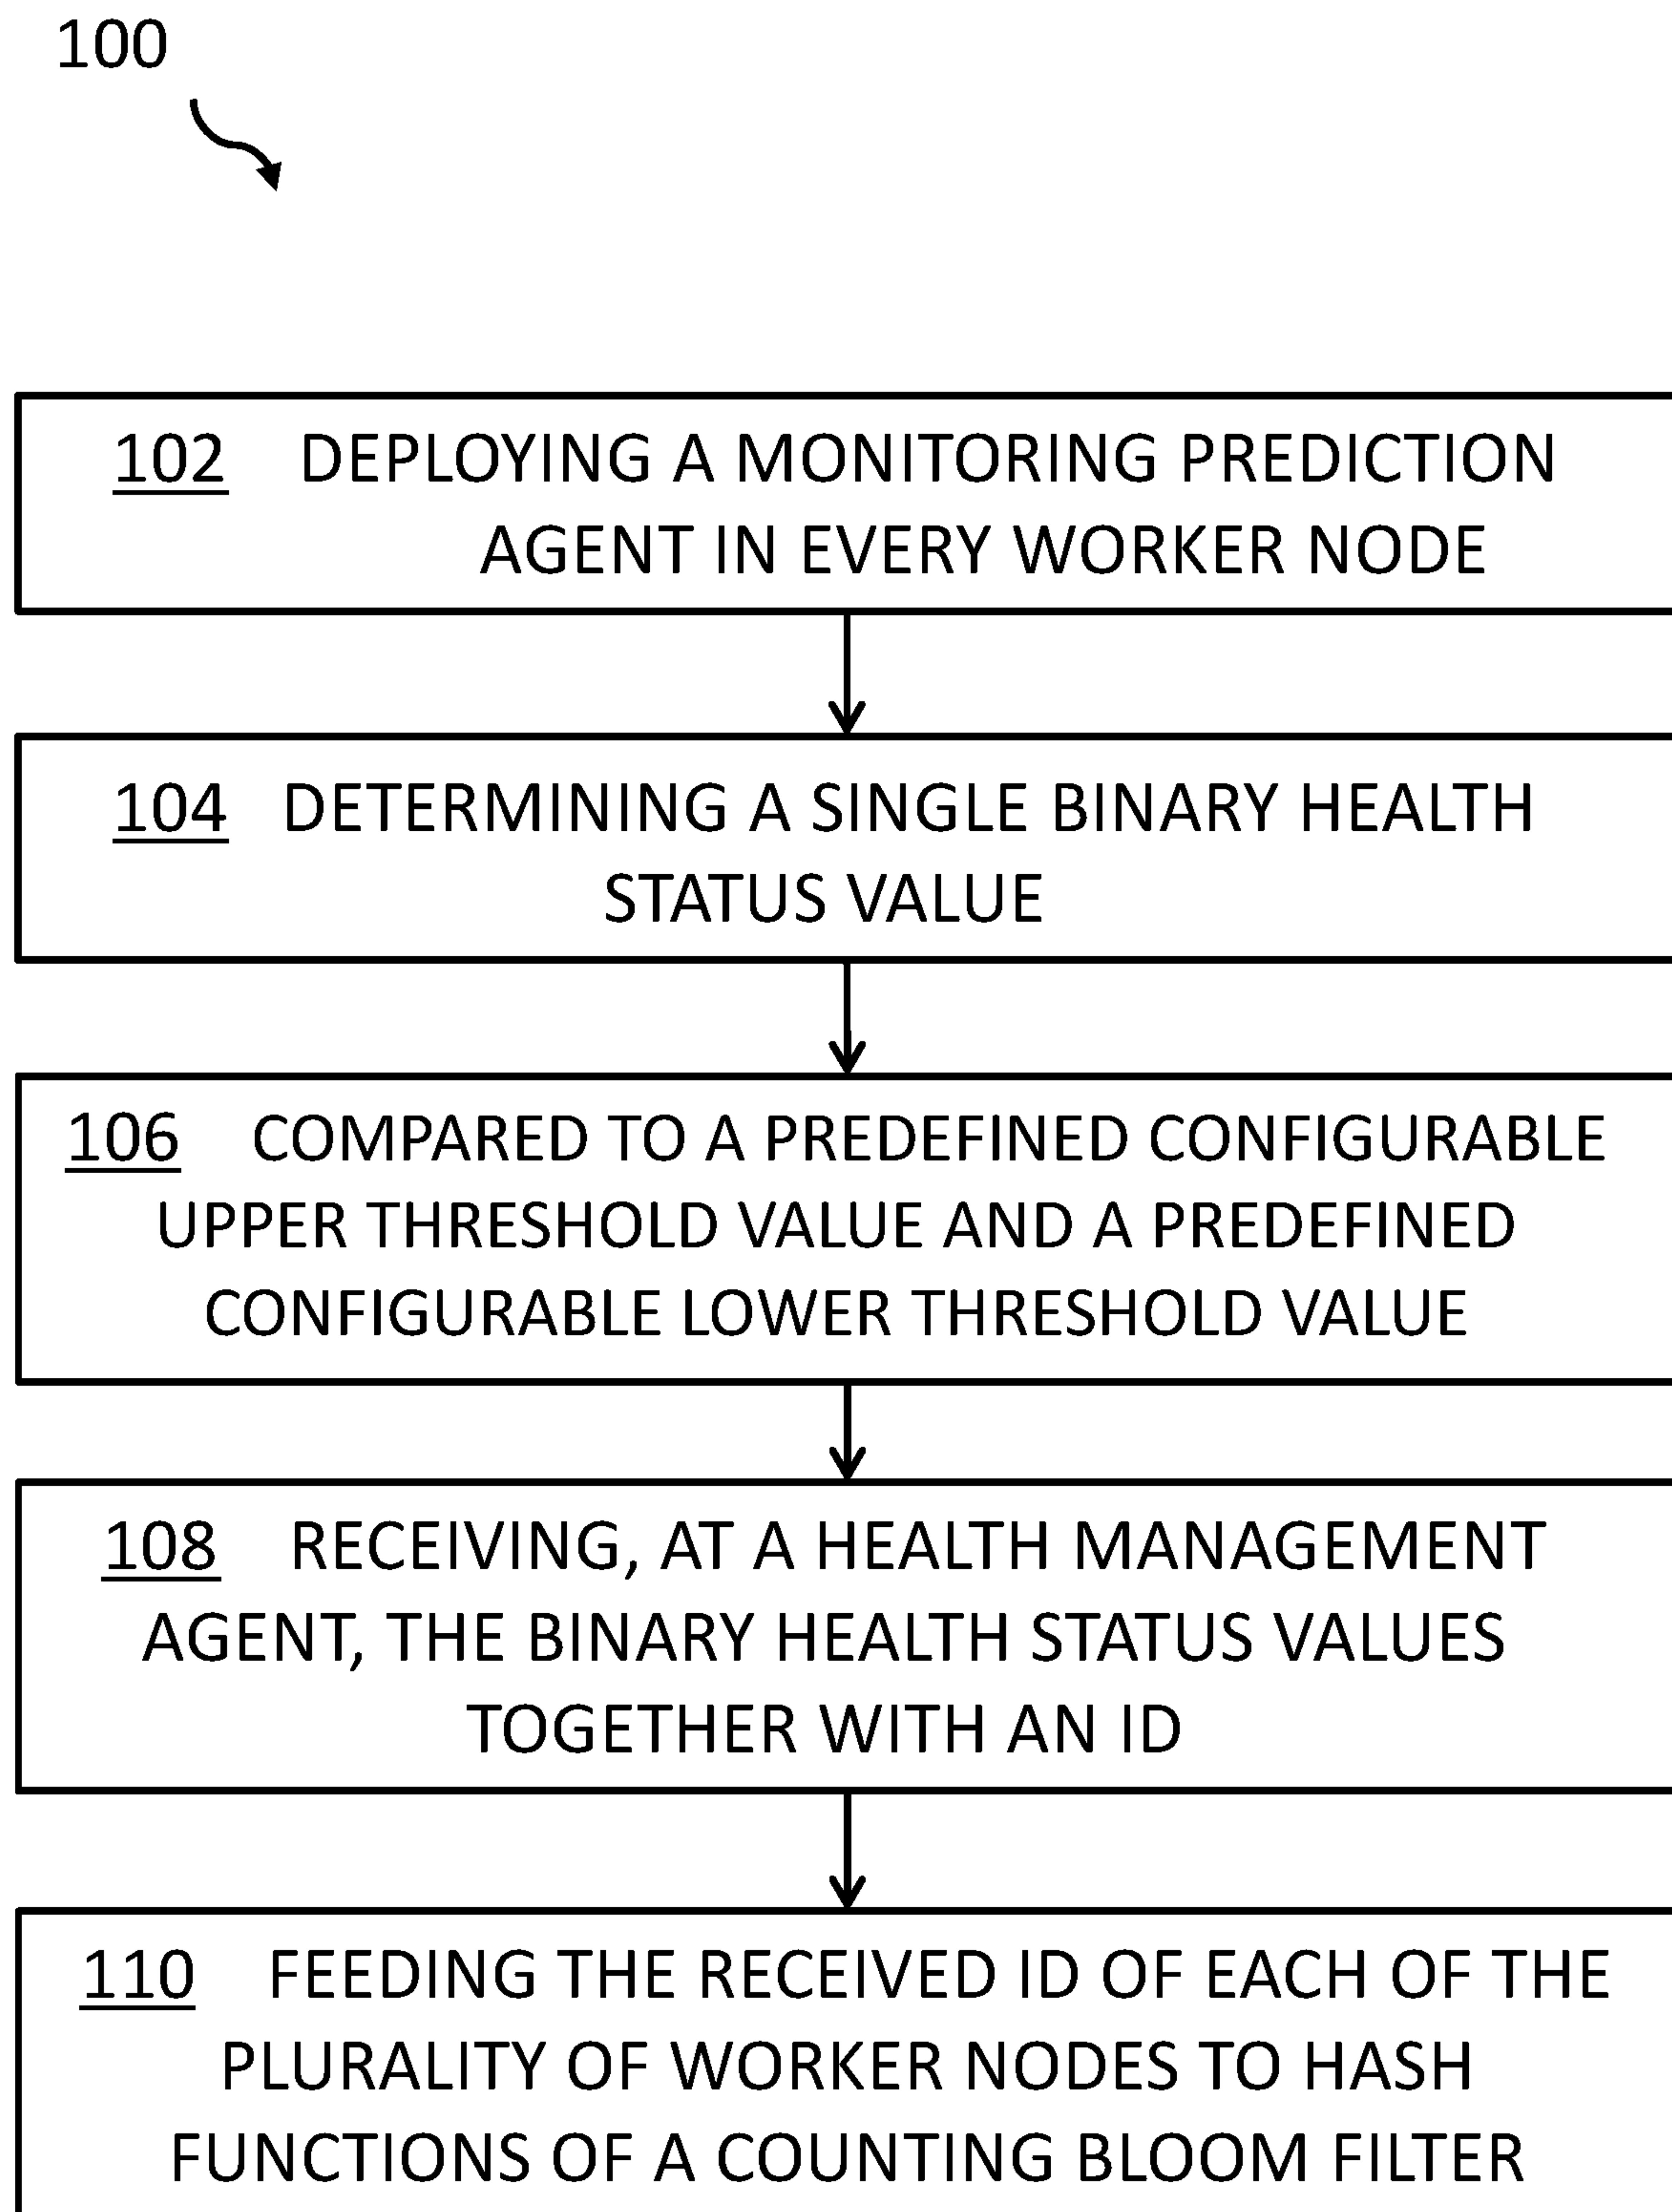 100
102 DEPLOYING A MONITORING PREDICTION
AGENT IN EVERY WORKER NODE
104 DETERMINING A SINGLE BINARY HEALTH
STATUS VALUE
106 COMPARED TO A PREDEFINED CONFIGURABLE
UPPER THRESHOLD VALUE AND A PREDEFINED
CONFIGURABLE LOWER THRESHOLD VALUE
108 RECEIVING, AT A HEALTH MANAGEMENT
AGENT, THE BINARY HEALTH STATUS VALUES
TOGETHER WITH AN ID
110 FEEDING THE RECEIVED ID OF EACH OF THE
PLURALITY OF WORKER NODES TO HASH
FUNCTIONS OF A COUNTING BLOOM FILTER